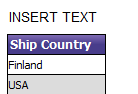 INSERT TEXT
Ship Country
Finland
USA